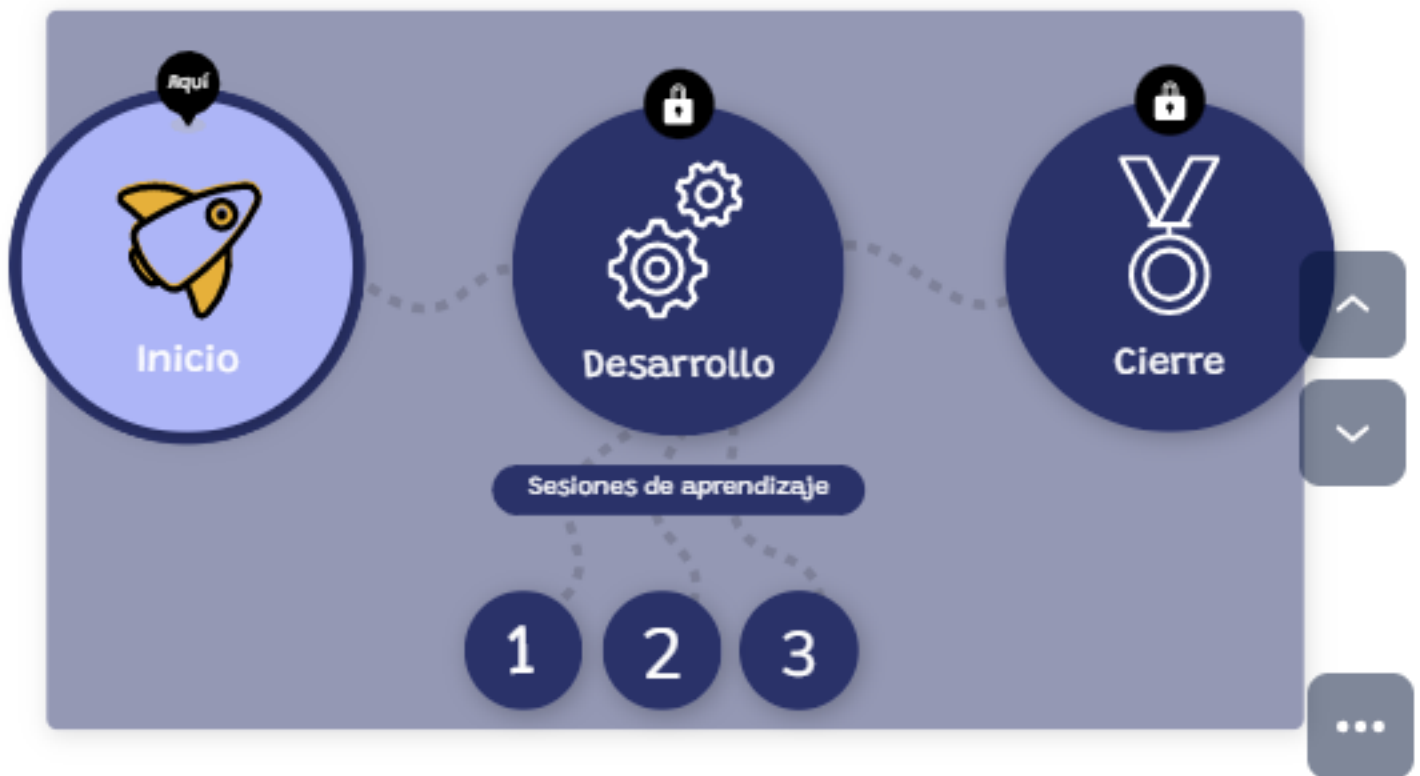 Aquí
Inicio
Desarrollo
Cierre
Sesiones de aprendizaje
1
2
3